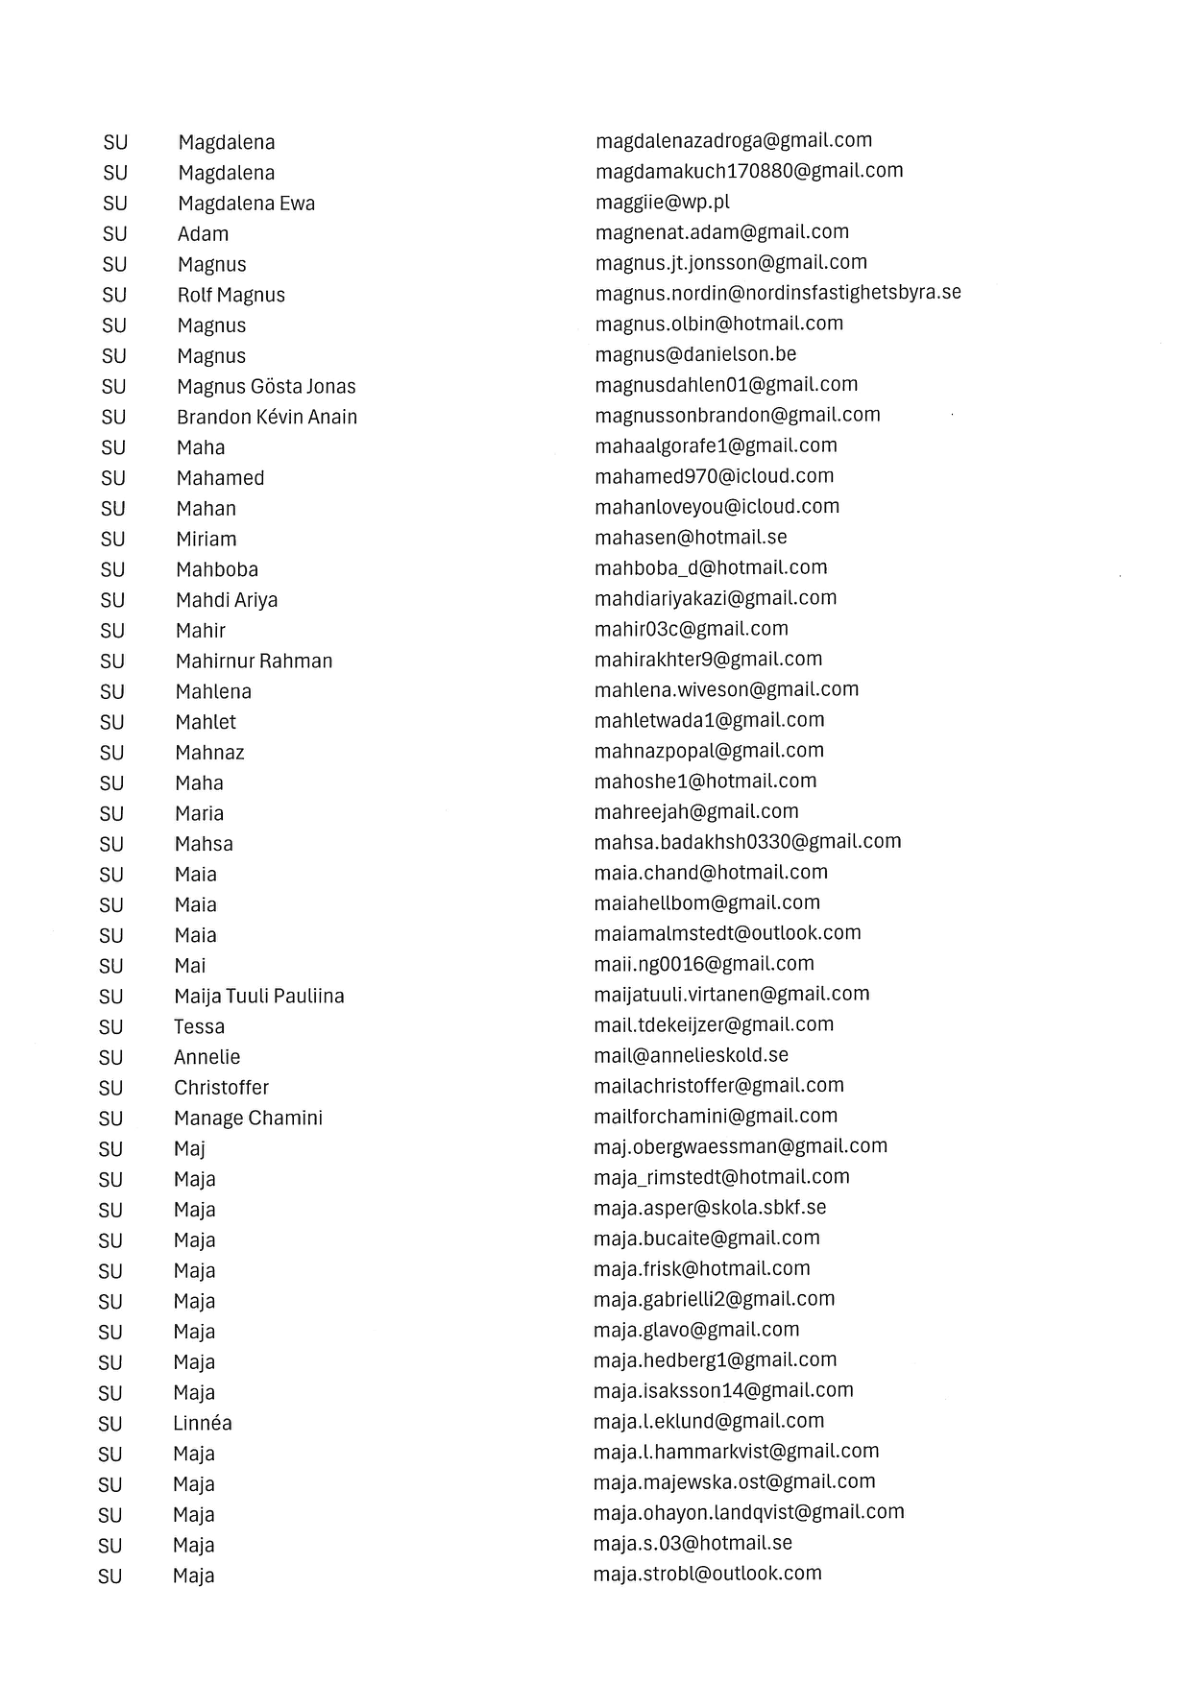 SU Magdalena magdalenazadroga@gmail.com
SU Magdalena magdamakuch170880@gmail.com
SU Magdalena Ewa maggiie@wp.pl
SU Adam magnenat.adam@gmail.com
SU Magnus magnus.jt.jonsson@gmail.com
SU Rolf Magnus magnus.nordin@nordinsfastighetsbyra.se
SU Magnus magnus.olbin@hotmail.com
SU Magnus magnus@danielson.be
SU Magnus Gösta Jonas magnusdahlen01@gmail.com
SU Brandon Kévin Anain magnussonbrandon@gmail.com
SU Maha mahaalgorafe1@gmail.com
SU Mahamed mahamed970@icloud.com
SU Mahan mahanloveyou@icloud.com
SU Miriam mahasen@hotmail.se
SU Mahboba mahboba_d@hotmail.com
SU Mahdi Ariya mahdiariyakazi@gmail.com
SU Mahir mahir03c@gmail.com
SU Mahirnur Rahman mahirakhter9@gmail.com
SU Mahlena mahlena.wiveson@gmail.com
SU Mahlet mahletwada1@gmail.com
SU Mahnaz mahnazpopal@gmail.com
SU Maha mahoshe1@hotmail.com
SU Maria mahreejah@gmail.com
SU Mahsa mahsa.badakhsh0330@gmail.com
SU Maia maia.chand@hotmail.com
SU Maia maiahellbom@gmail.com
SU Maia maiamalmstedt@outlook.com
SU Mai maii.ng0016@gmail.com
SU Maija Tuuli Pauliina maijatuuli.virtanen@gmail.com
SU Tessa mail.tdekeijzer@gmail.com
SU Annelie mail@annelieskold.se
SU Christoffer mailachristoffer@gmail.com
SU Manage Chamini mailforchamini@gmail.com
SU Maj maj.obergwaessman@gmail.com
SU Maja maja_rimstedt@hotmail.com
SU Maja maja.asper@skola.sbkf.se
SU Maja maja.bucaite@gmail.com
SU Maja maja.frisk@hotmail.com
SU Maja maja.gabrielli2@gmail.com
SU Maja maja.glavo@gmail.com
SU Maja maja.hedberg1@gmail.com
SU Maja maja.isaksson14@gmail.com
SU Linnéa maja.l.eklund@gmail.com
SU Maja maja.l.hammarkvist@gmail.com
SU Maja maja.majewska.ost@gmail.com
SU Maja maja.ohayon.landqvist@gmail.com
SU Maja maja.s.03@hotmail.se
SU Maja maja.strobl@outlook.com